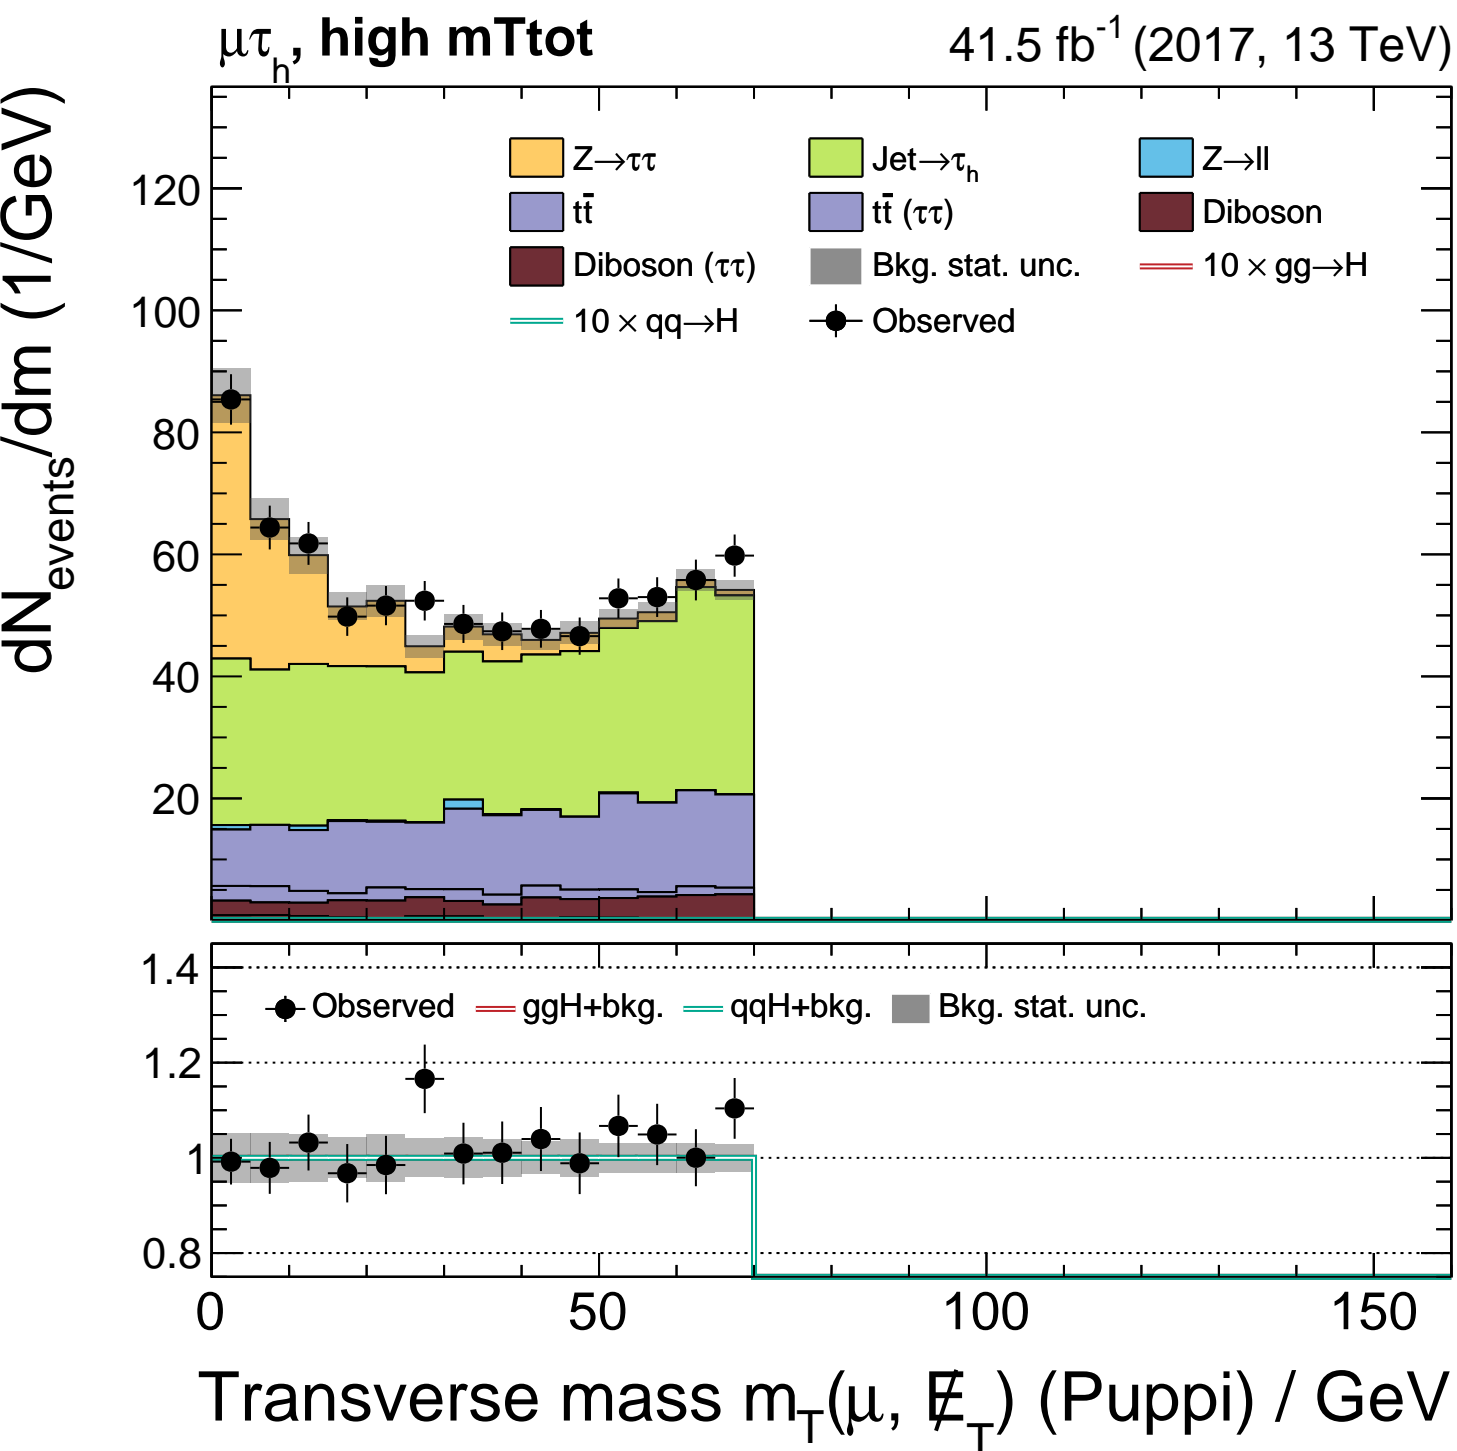 μτh, high mTtot
41.5 fb-1 (2017, 13 TeV)
dNevents/dm (1/GeV)
Z→ττ Jet→τh Z→ll
tt̄ tt̄ (ττ) Diboson
Diboson (ττ) Bkg. stat. unc. 10 × gg→H
10 × qq→H Observed
120
100
80
60
40
20
1.4
Observed ggH+bkg. qqH+bkg. Bkg. stat. unc.
1.2
1
0.8
0 50 100 150
Transverse mass mT(μ, E̸T) (Puppi) / GeV